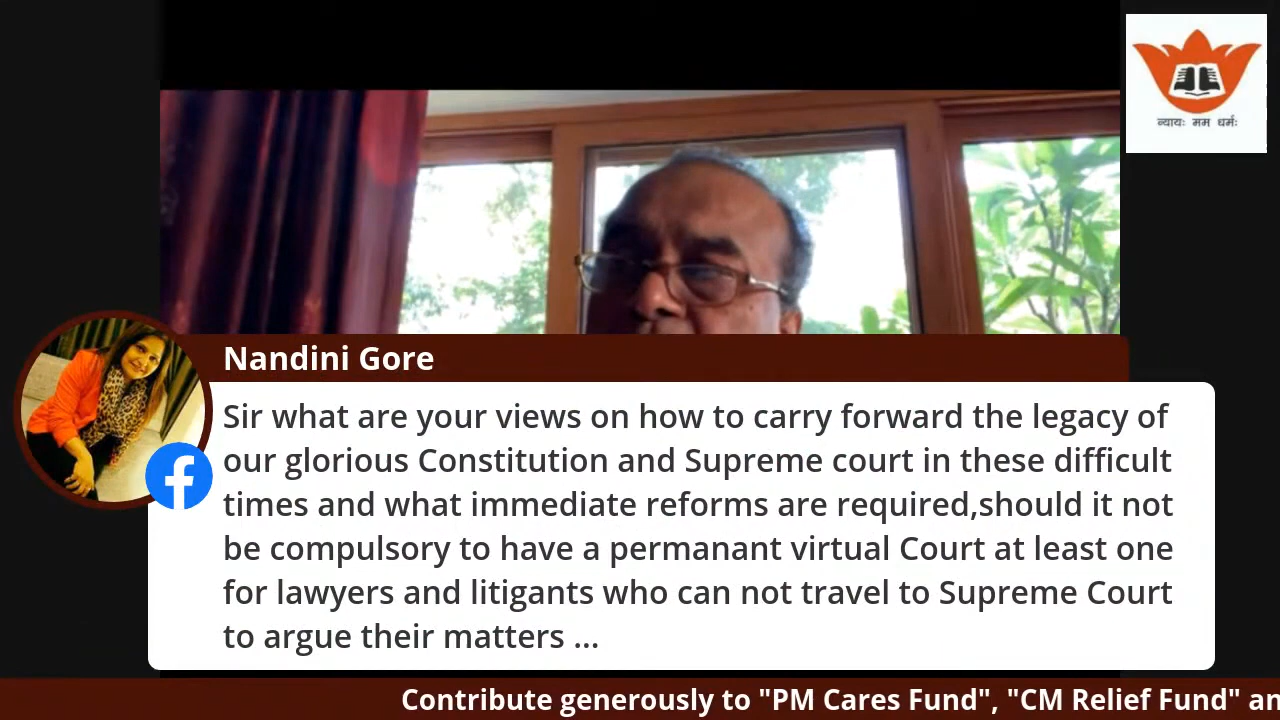 न्यायः मम धर्मः
Nandini Gore
Sir what are your views on how to carry forward the legacy of
our glorious Constitution and Supreme court in these difficult
times and what immediate reforms are required,should it not
be compulsory to have a permanant virtual Court at least one
for lawyers and litigants who can not travel to Supreme Court
to argue their matters ...
Contribute generously to "PM Cares Fund", "CM Relief Fund" an